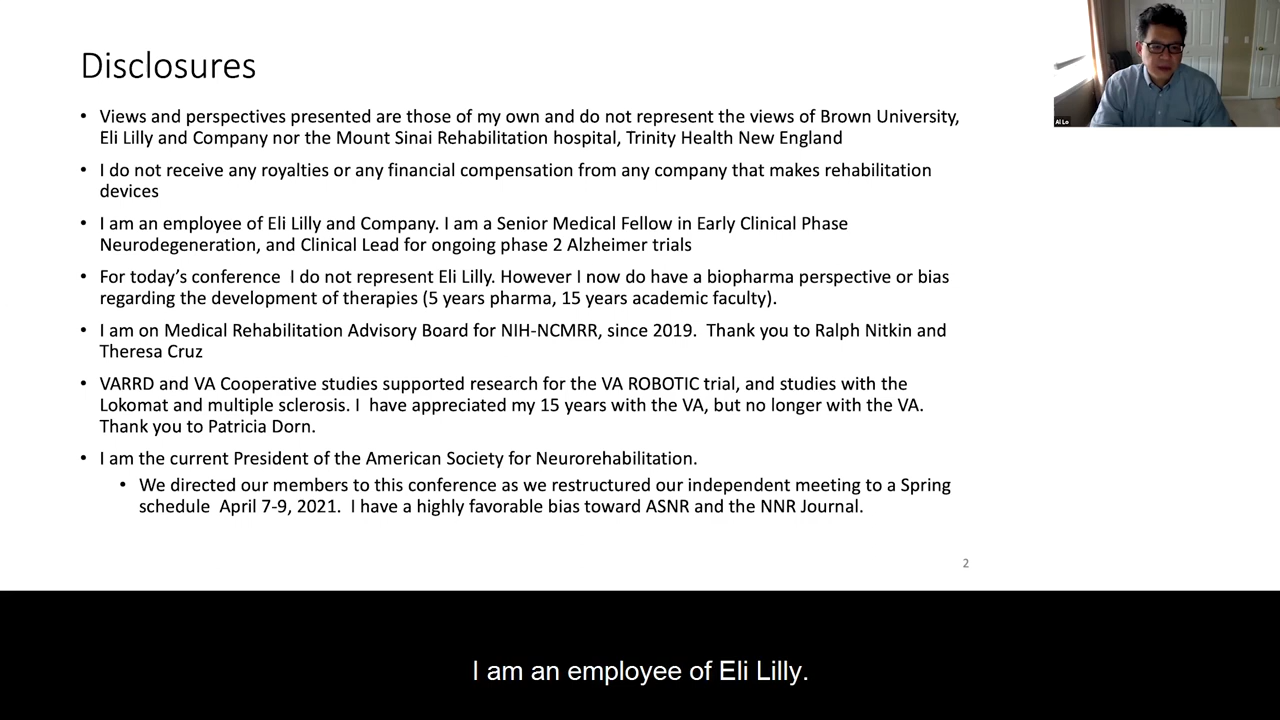 Disclosures
• Views and perspectives presented are those of my own and do not represent the views of Brown University,
Eli Lilly and Company nor the Mount Sinai Rehabilitation hospital, Trinity Health New England
• I do not receive any royalties or any financial compensation from any company that makes rehabilitation
devices
• I am an employee of Eli Lilly and Company. I am a Senior Medical Fellow in Early Clinical Phase
Neurodegeneration, and Clinical Lead for ongoing phase 2 Alzheimer trials
• For today's conference I do not represent Eli Lilly. However I now do have a biopharma perspective or bias
regarding the development of therapies (5 years pharma, 15 years academic faculty).
• I am on Medical Rehabilitation Advisory Board for NIH-NCMRR, since 2019. Thank you to Ralph Nitkin and
Theresa Cruz
• VARRD and VA Cooperative studies supported research for the VA ROBOTIC trial, and studies with the
Lokomat and multiple sclerosis. I have appreciated my 15 years with the VA, but no longer with the VA.
Thank you to Patricia Dorn.
• I am the current President of the American Society for Neurorehabilitation.
• We directed our members to this conference as we restructured our independent meeting to a Spring
schedule April 7-9, 2021. I have a highly favorable bias toward ASNR and the NNR Journal.
2
Al Lo
I am an employee of Eli Lilly.